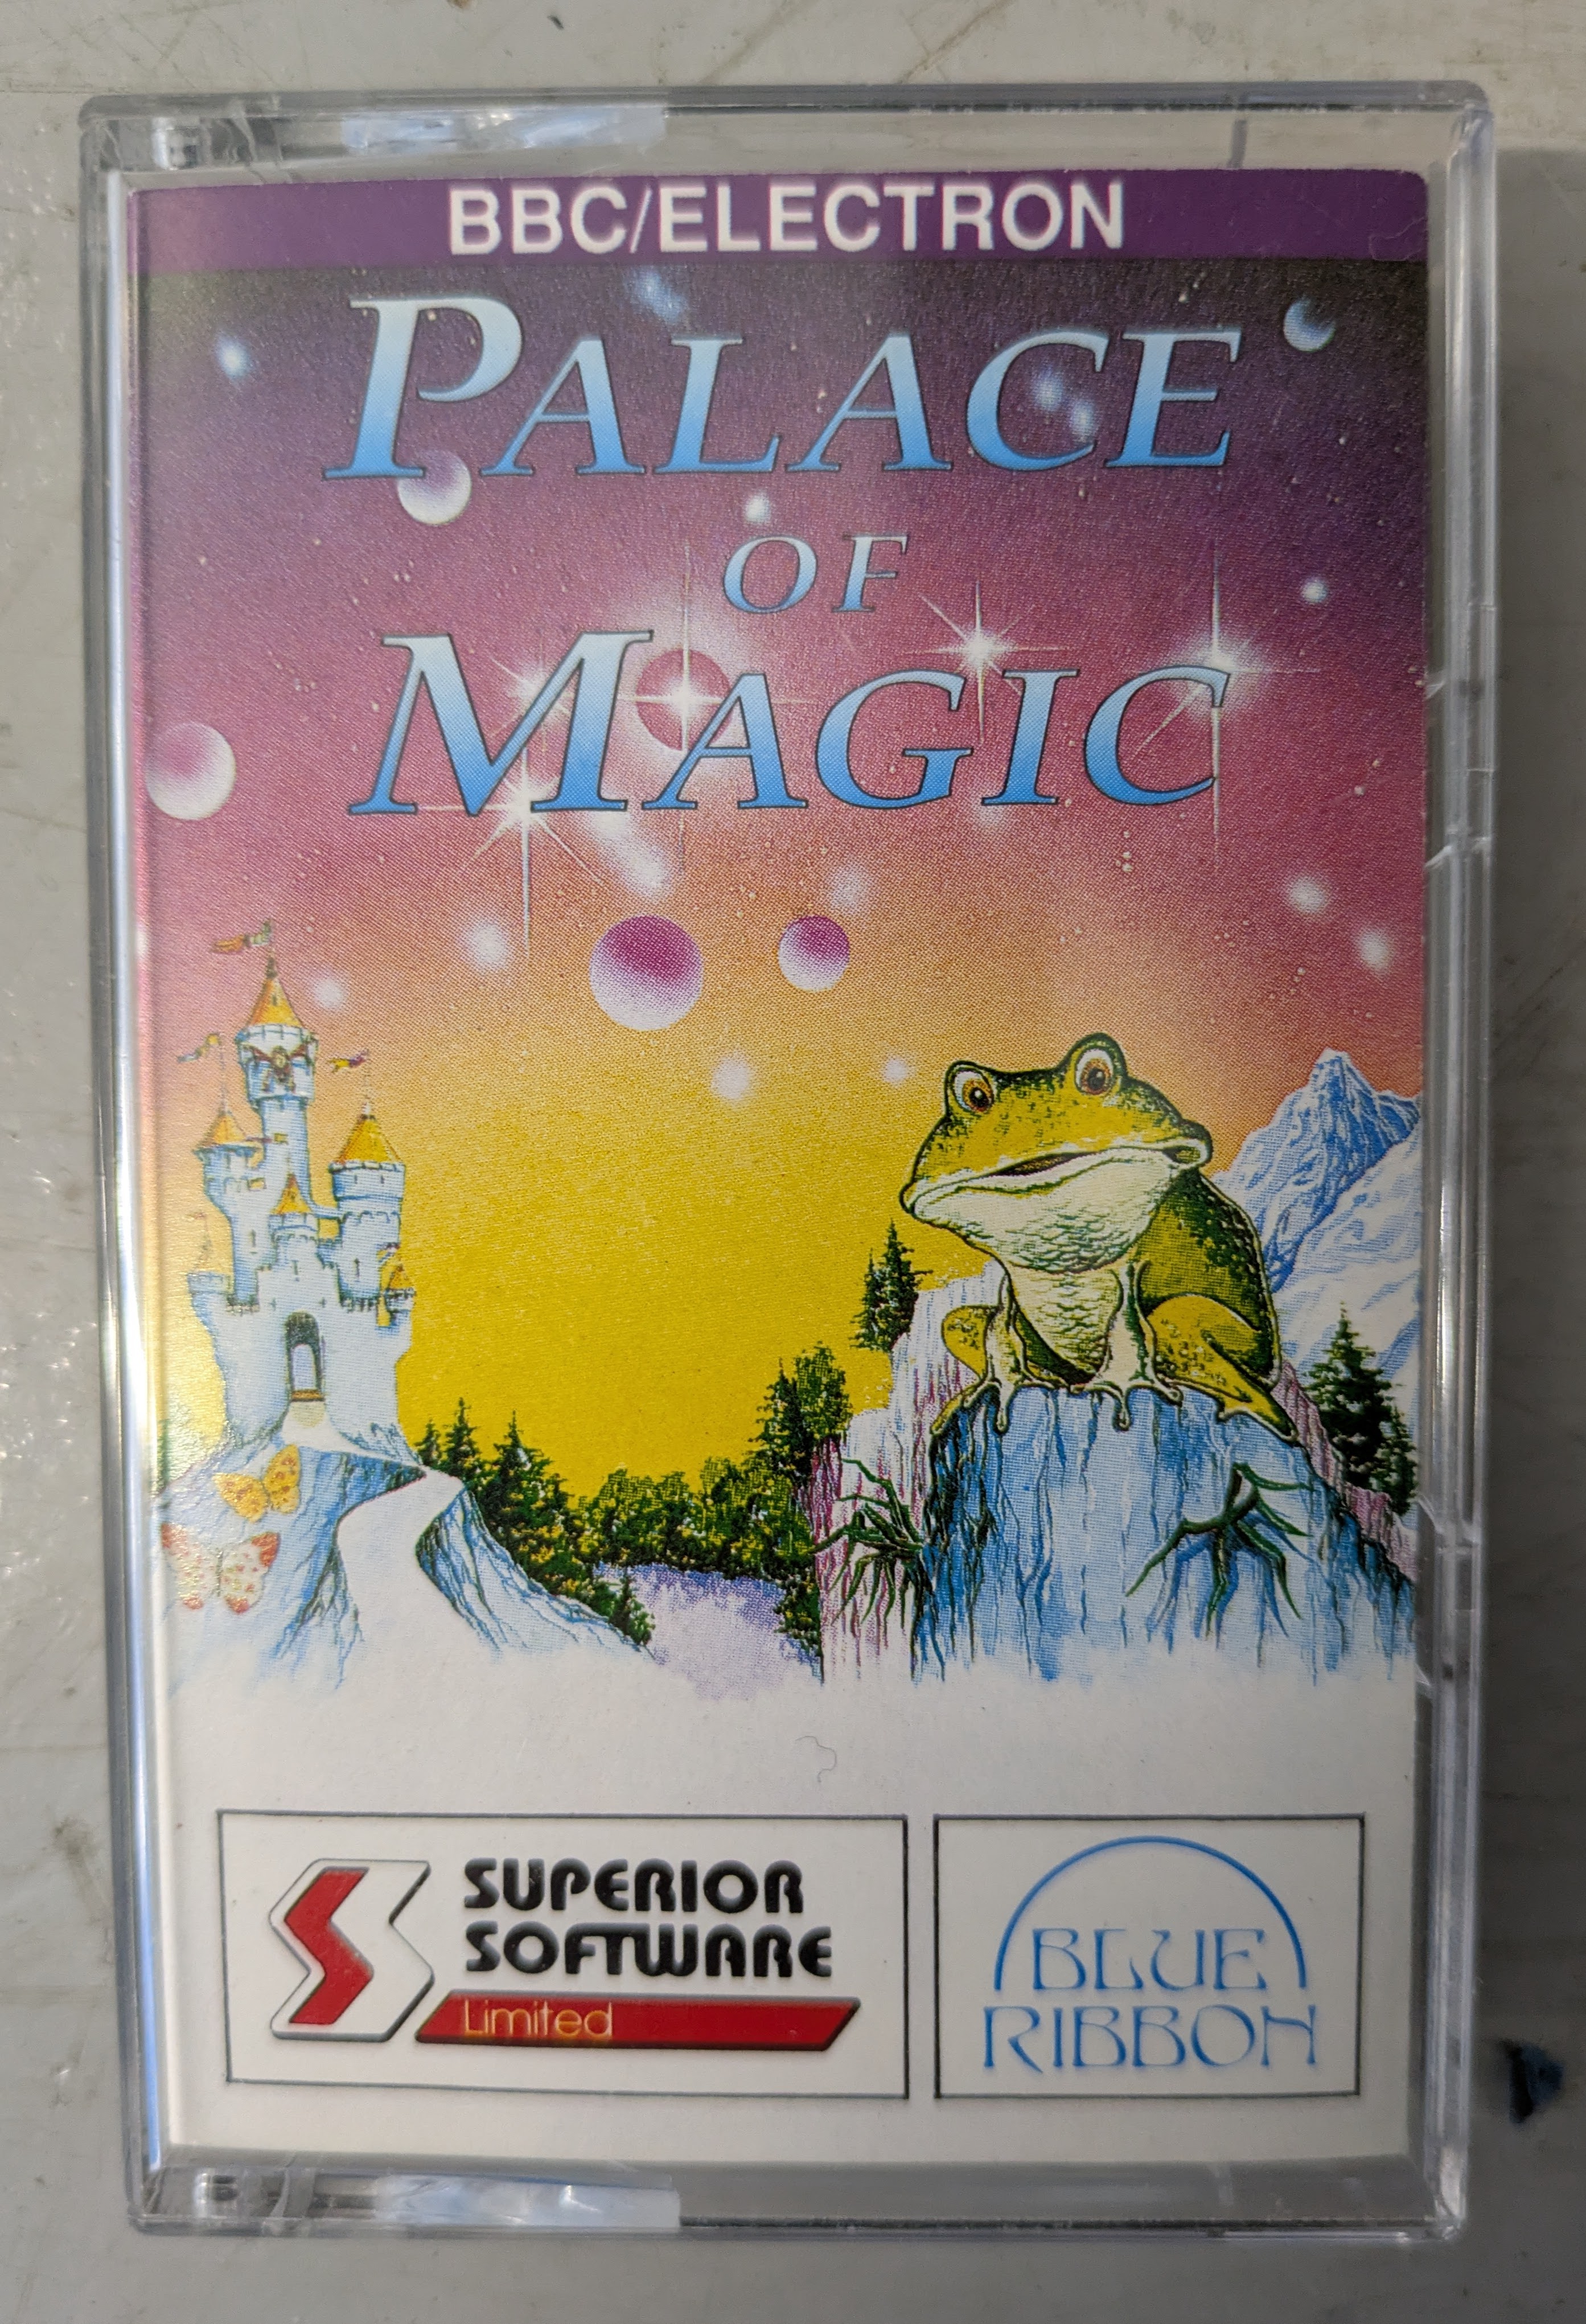 BBC/ELECTRON
PALACE
OF
MAGIC
SUPERIOR
SOFTWARE
Limited
BLUE
RIBBON